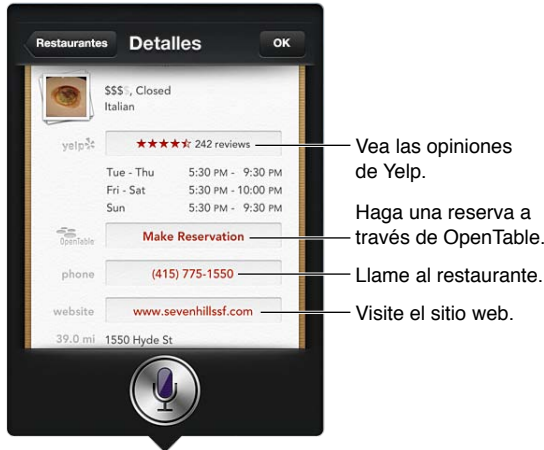 Restaurantes
Detalles
OK
$$$$, Closed
Italian
yelp
242 reviews
Vea las opiniones
de Yelp.
Tue - Thu 5:30 PM - 9:30 PM
Fri - Sat 5:30 PM - 10:00 PM
Sun 5:30 PM - 9:30 PM
OpenTable
Make Reservation
Haga una reserva a
través de OpenTable.
phone
(415) 775-1550
Llame al restaurante.
website
www.sevenhillssf.com
Visite el sitio web.
39.0 mi 1550 Hyde St